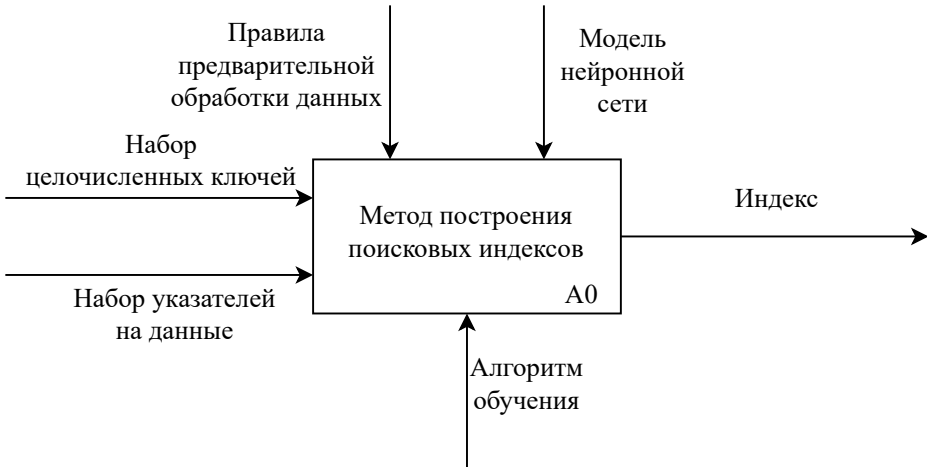 Правила
предварительной
обработки данных
Модель
нейронной
сети
Набор
целочисленных ключей
Метод построения
поисковых индексов
A0
Индекс
Набор указателей
на данные
Алгоритм
обучения